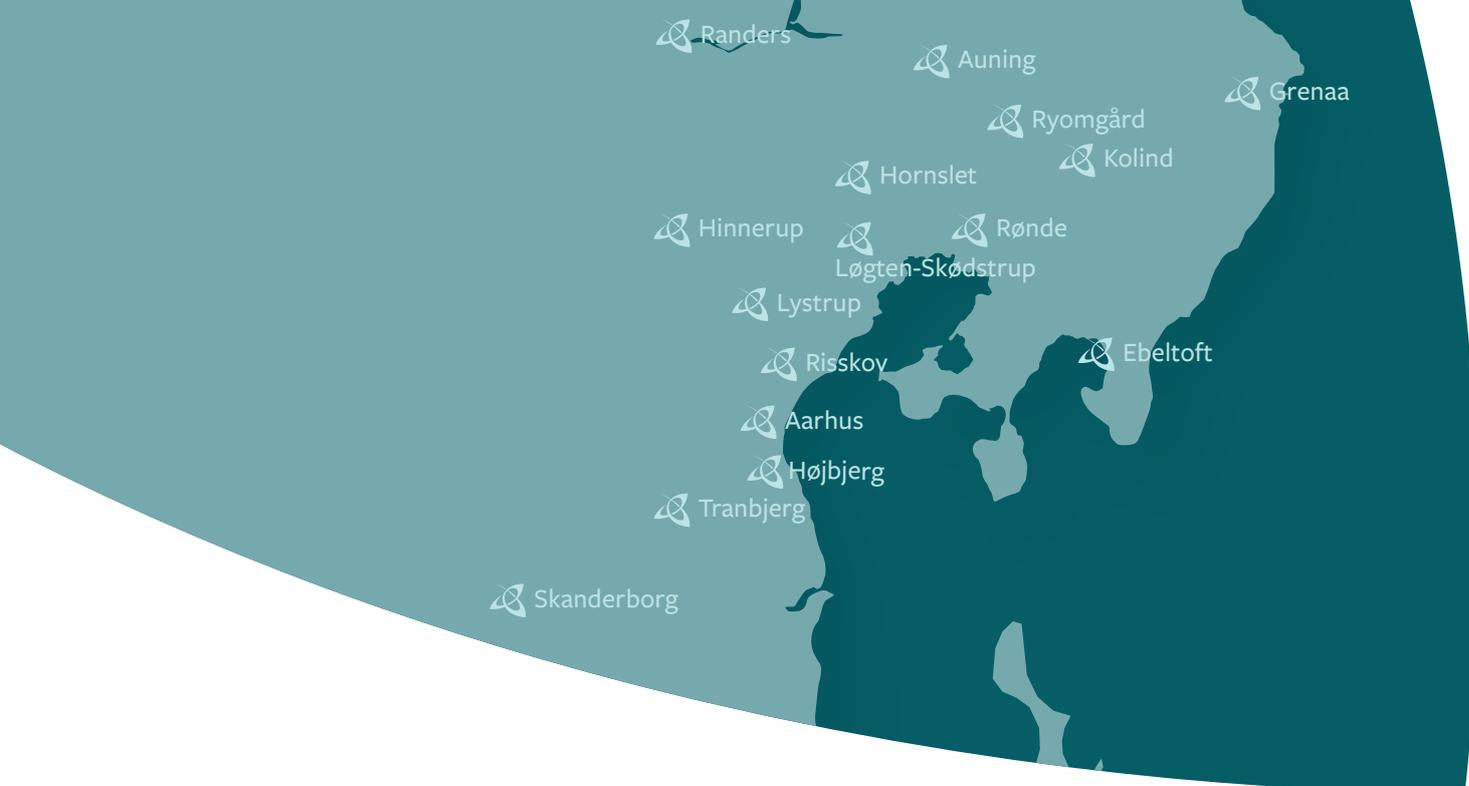 Randers
Auning
Grenaa
Ryomgård
Kolind
Hornslet
Hinnerup
Rønde
Løgten-Skødstrup
Lystrup
Ebeltoft
Risskov
Aarhus
Højbjerg
Tranbjerg
Skanderborg